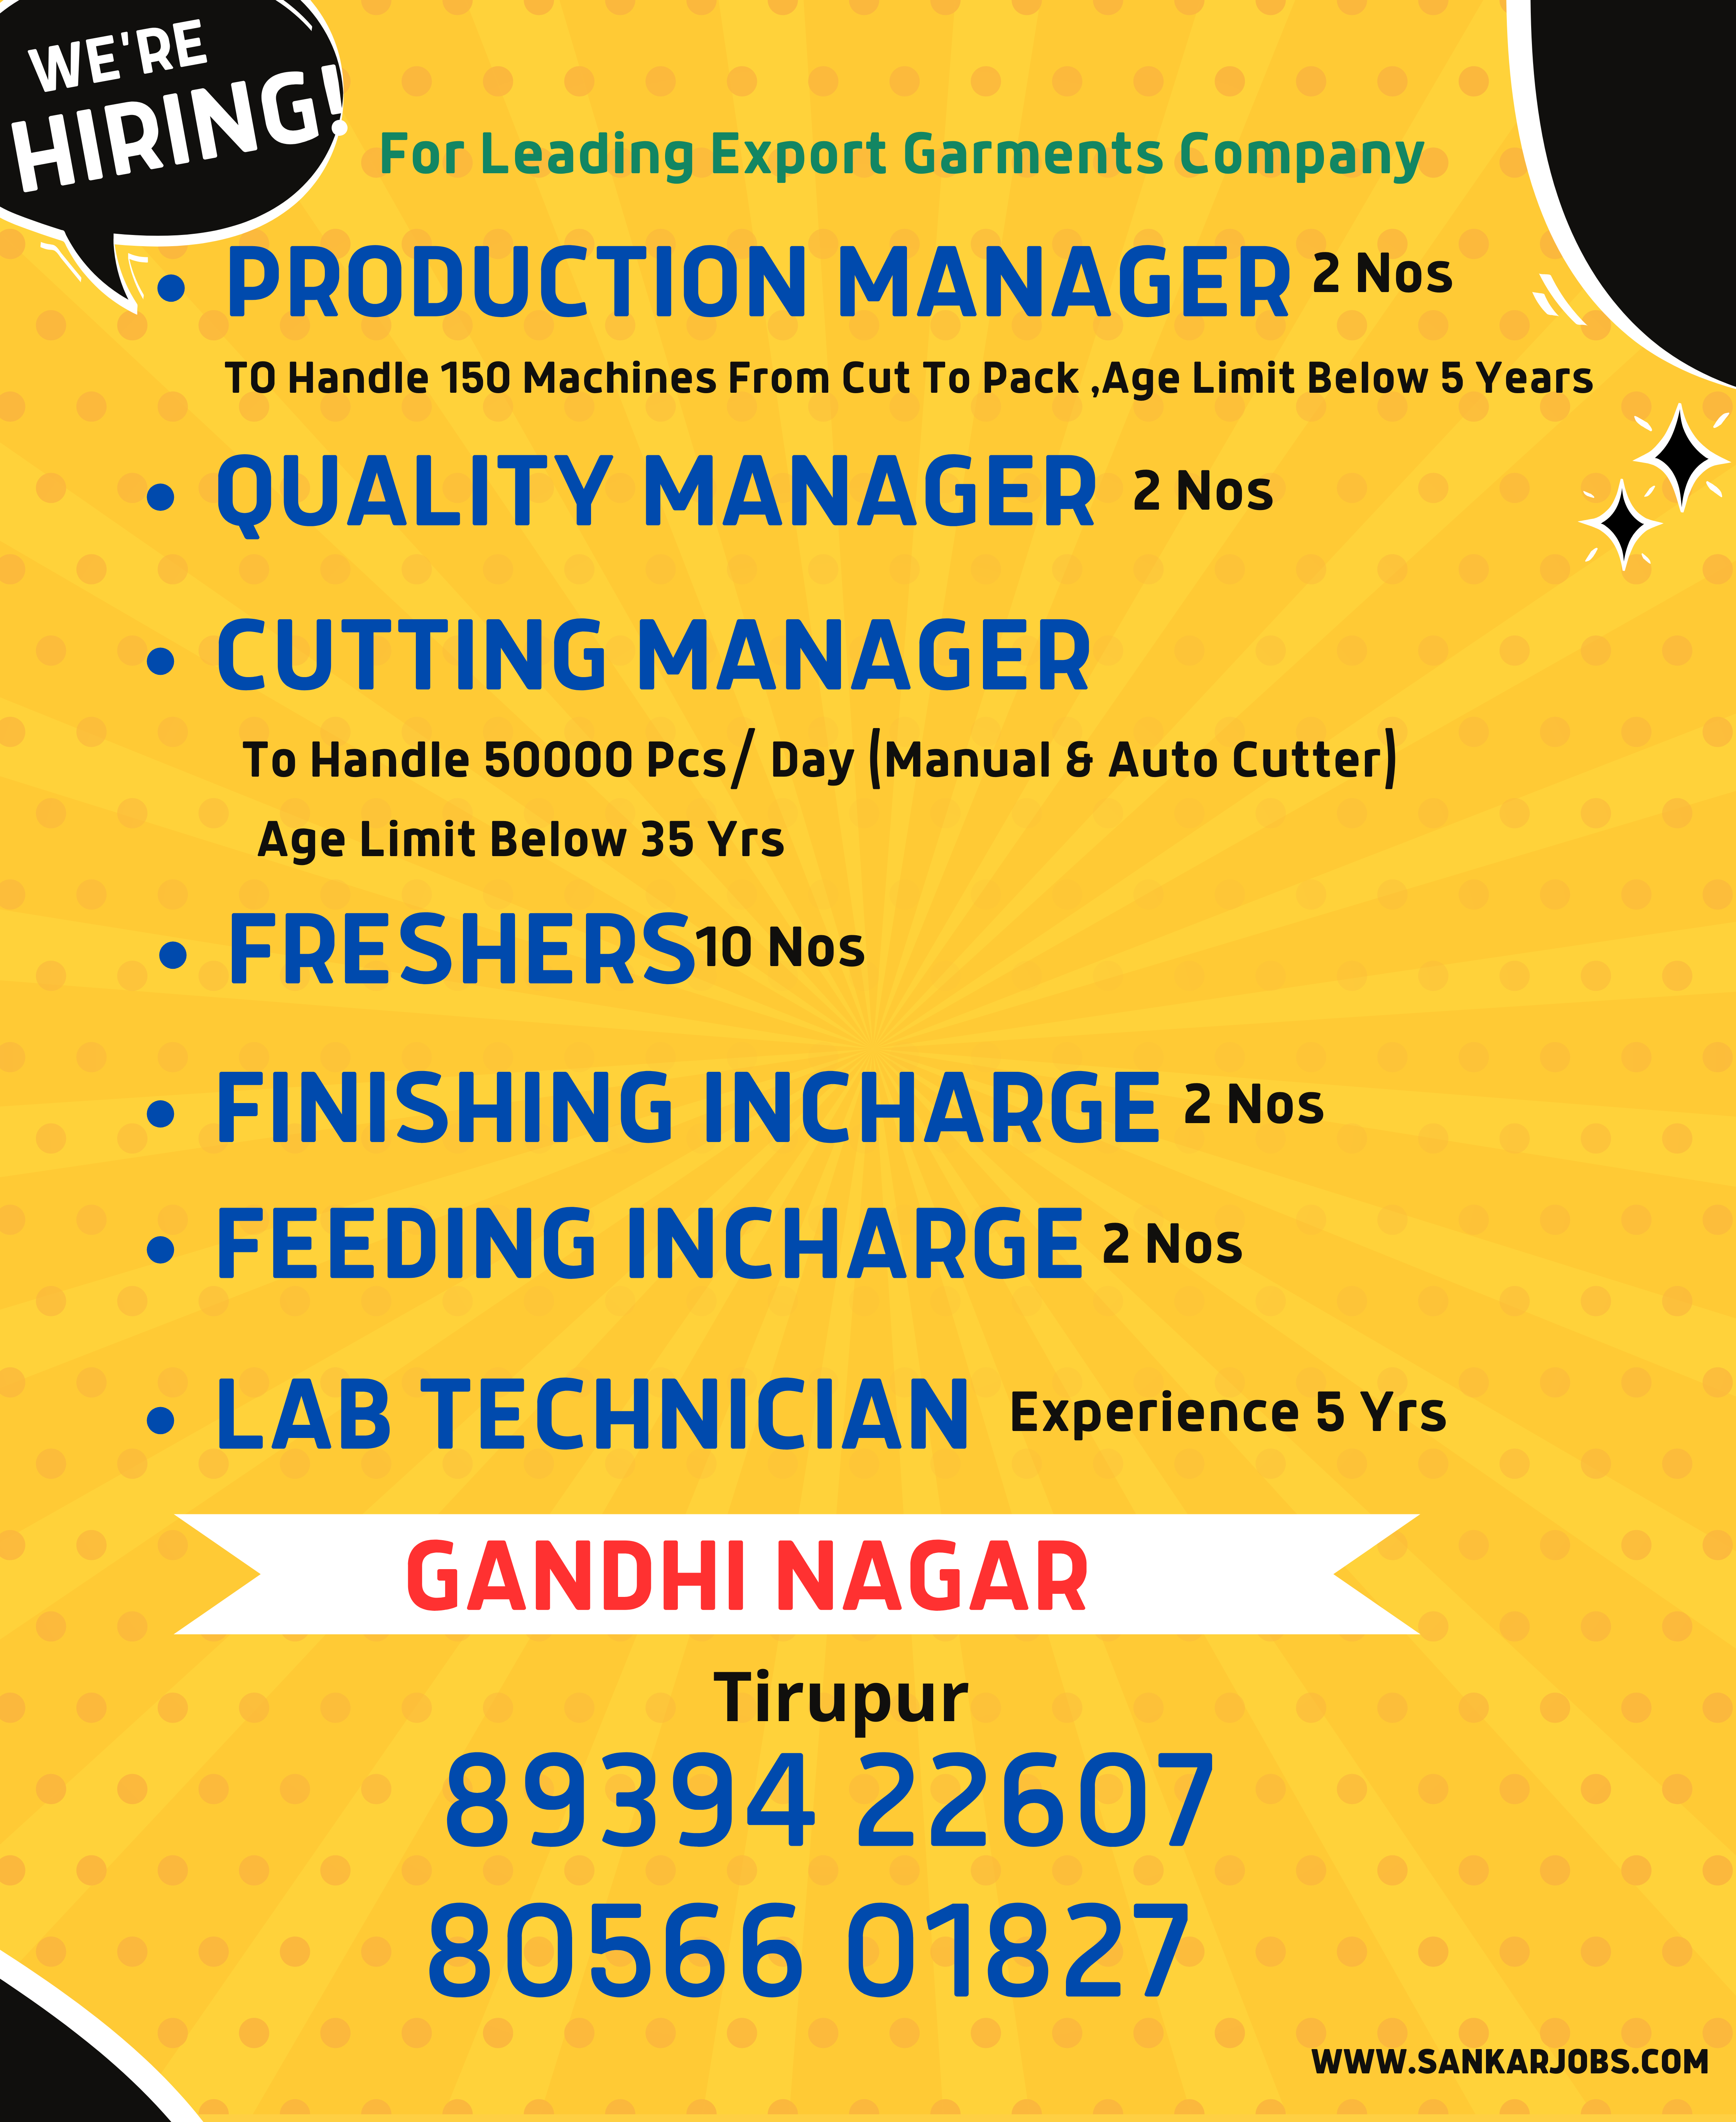 WE'RE
HIRING!
For Leading Export Garments Company
• PRODUCTION MANAGER 2 Nos
TO Handle 150 Machines From Cut To Pack ,Age Limit Below 5 Years
• QUALITY MANAGER 2 Nos
• CUTTING MANAGER
To Handle 50000 Pcs/ Day (Manual & Auto Cutter)
Age Limit Below 35 Yrs
• FRESHERS10 Nos
• FINISHING INCHARGE 2 Nos
• FEEDING INCHARGE 2 Nos
• LAB TECHNICIAN Experience 5 Yrs
GANDHI NAGAR
Tirupur
89394 22607
80566 01827
WWW.SANKARJOBS.COM